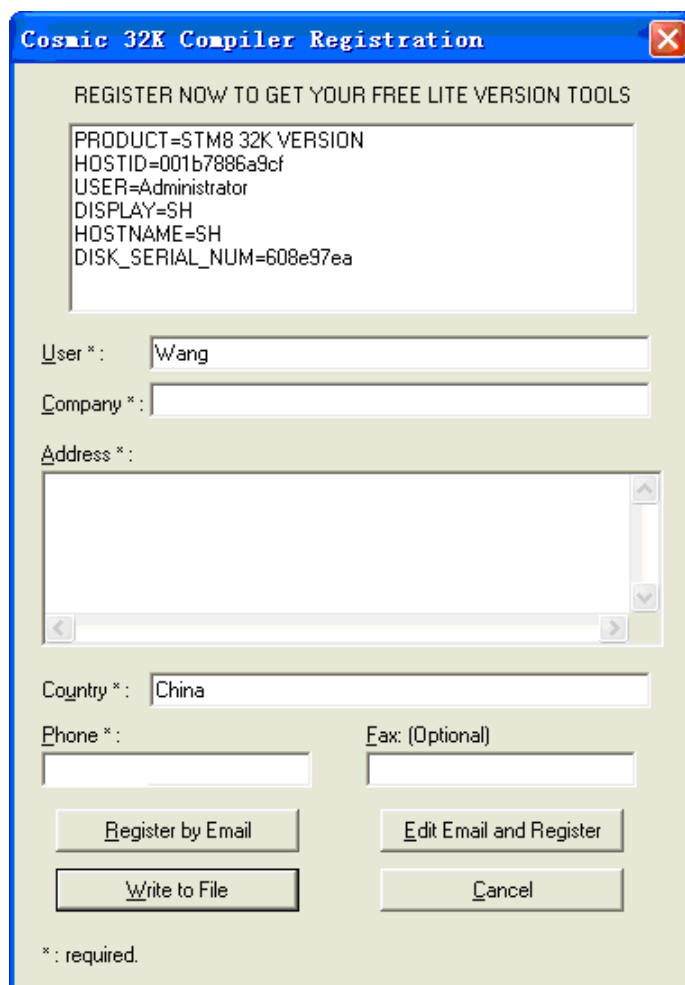 Cosmic 32K Compiler Registration
REGISTER NOW TO GET YOUR FREE LITE VERSION TOOLS
PRODUCT=STM8 32K VERSION
HOSTID=001b7886a9cf
USER=Administrator
DISPLAY=SH
HOSTNAME=SH
DISK_SERIAL_NUM=608e97ea
User * : Wang
Company * :
Address * :
Country * : China
Phone * : Fax: (Optional)
Register by Email Edit Email and Register
Write to File Cancel
* : required.